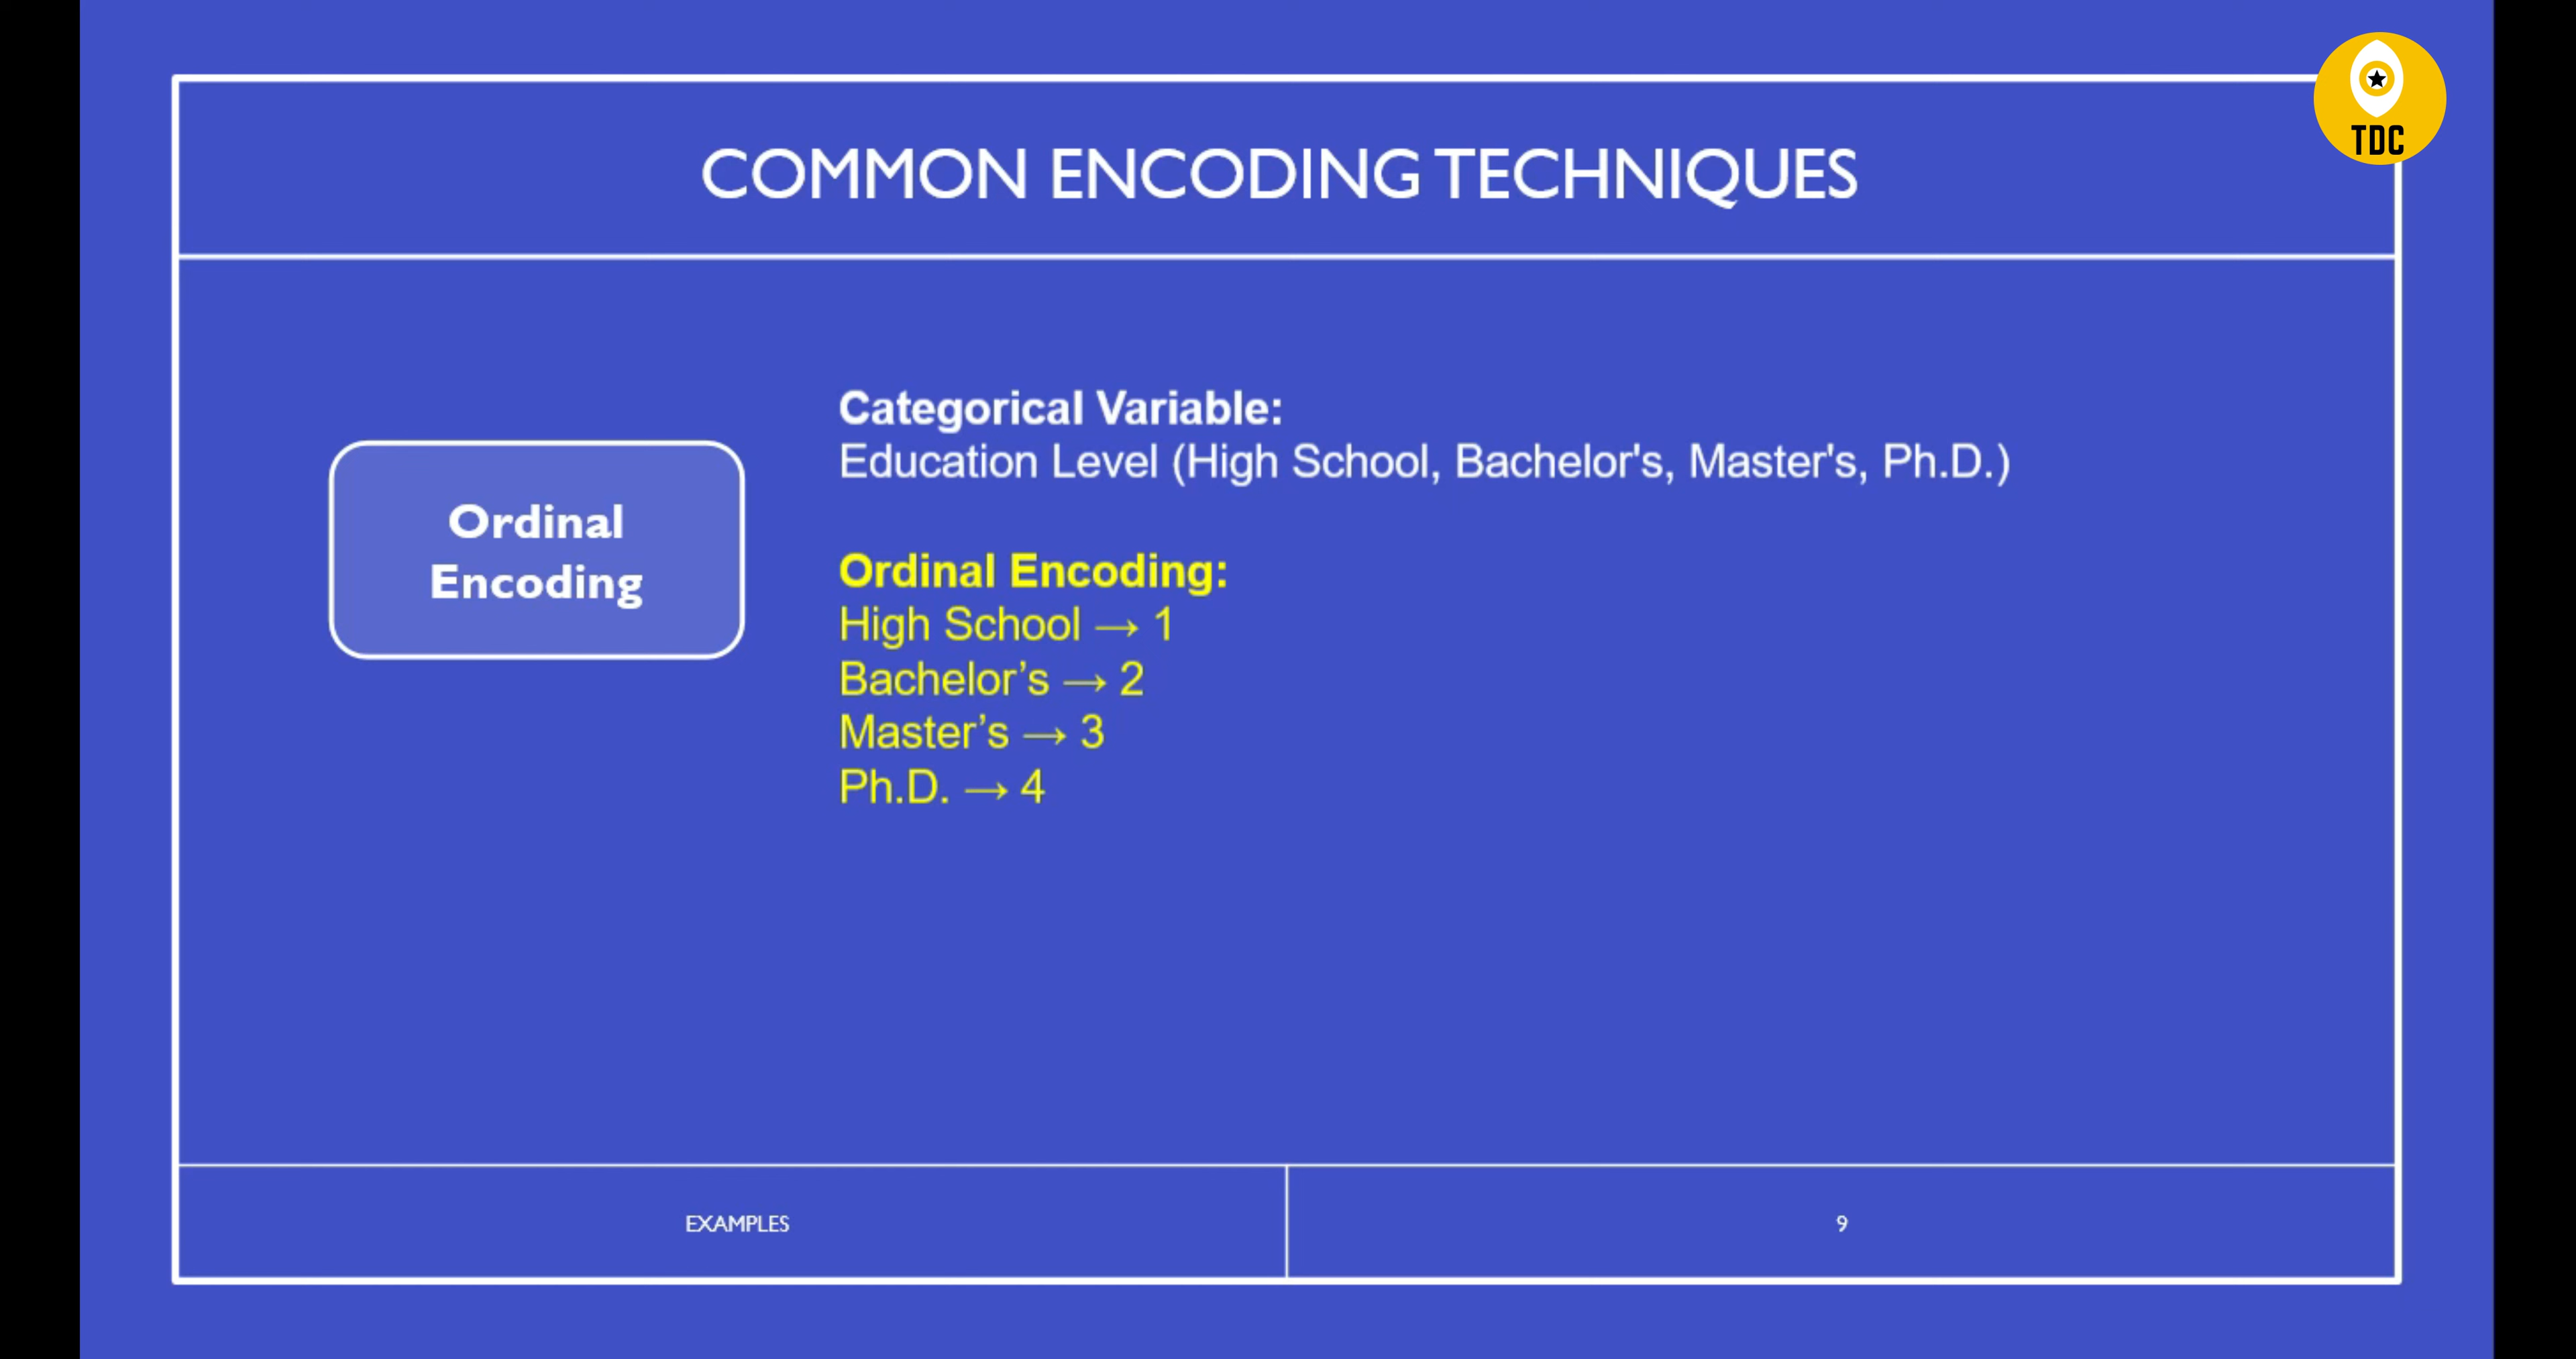 TDC
COMMON ENCODING TECHNIQUES
Ordinal
Encoding
Categorical Variable:
Education Level (High School, Bachelor's, Master's, Ph.D.)
Ordinal Encoding:
High School → 1
Bachelor’s → 2
Master’s → 3
Ph.D. → 4
EXAMPLES
9